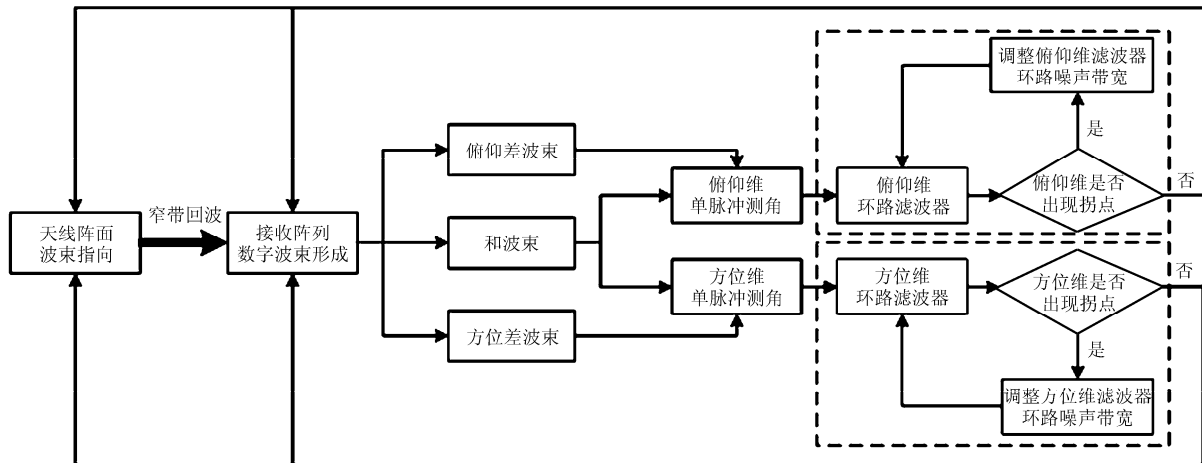 天线阵面
波束指向
窄带回波
接收阵列
数字波束形成
俯仰差波束
和波束
方位差波束
俯仰维
单脉冲测角
方位维
单脉冲测角
调整俯仰维滤波器
环路噪声带宽
是
俯仰维
环路滤波器
俯仰维是否
出现拐点
否
方位维
环路滤波器
方位维是否
出现拐点
否
是
调整方位维滤波器
环路噪声带宽